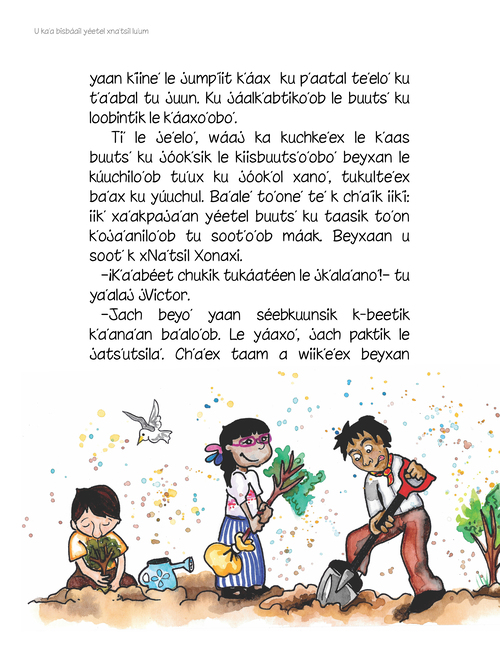 U ka'a bisbáail yéetel xna'tsil lu'um
yaan k'iine' le jump'íit k'áax ku p'aatal te'elo' ku
t'a'abal tu juun. Ku jáalk'abtiko'ob le buuts' ku
loobintik le k'áaxo'obo'.
Ti' le je'elo', wáaj ka kuchke'ex le k'aas
buuts' ku jóok'sik le kiisbuuts'o'obo' beyxan le
kúuchilo'ob tu'ux ku jóok'ol xano', tukulte'ex
ba'ax ku yúuchul. Ba'ale' to'one' te' k ch'a'ik iik':
iik' xa'akpaja'an yéetel buuts' ku taasik to'on
k'oja'anilo'ob tu soot'o'ob máak. Beyxaan u
soot' k xNa'tsil Xonaxi.
–¡K'a'abéet chukik tukáatéen le jk'ala'ano'!– tu
ya'alaj jVictor.
–Jach beyo' yaan séebkuunsik k-beetik
k'a'ana'an ba'alo'ob. Le yáaxo', jach paktik le
jats'utsila'. Ch'a'ex taam a wiik'e'ex beyxan